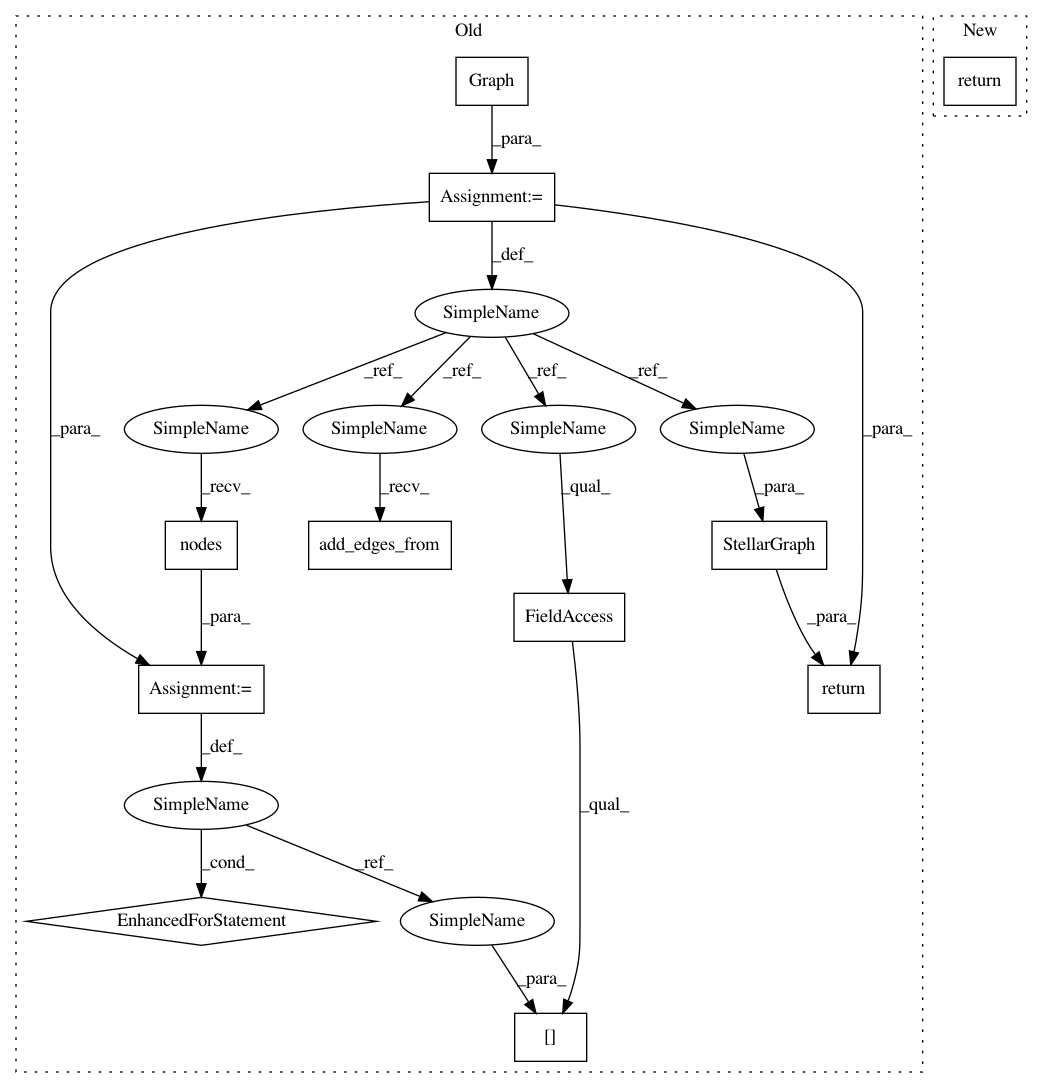 Old
New
Graph
return
_para_
Assignment:=
_def_
SimpleName
_ref_
_ref_
_ref_
_ref_
_para_
_para_
SimpleName
SimpleName
SimpleName
SimpleName
_recv_
_recv_
_qual_
_para_
nodes
add_edges_from
StellarGraph
_para_
FieldAccess
_para_
Assignment:=
return
_def_
SimpleName
_qual_
_cond_
_ref_
EnhancedForStatement
SimpleName
_para_
[]